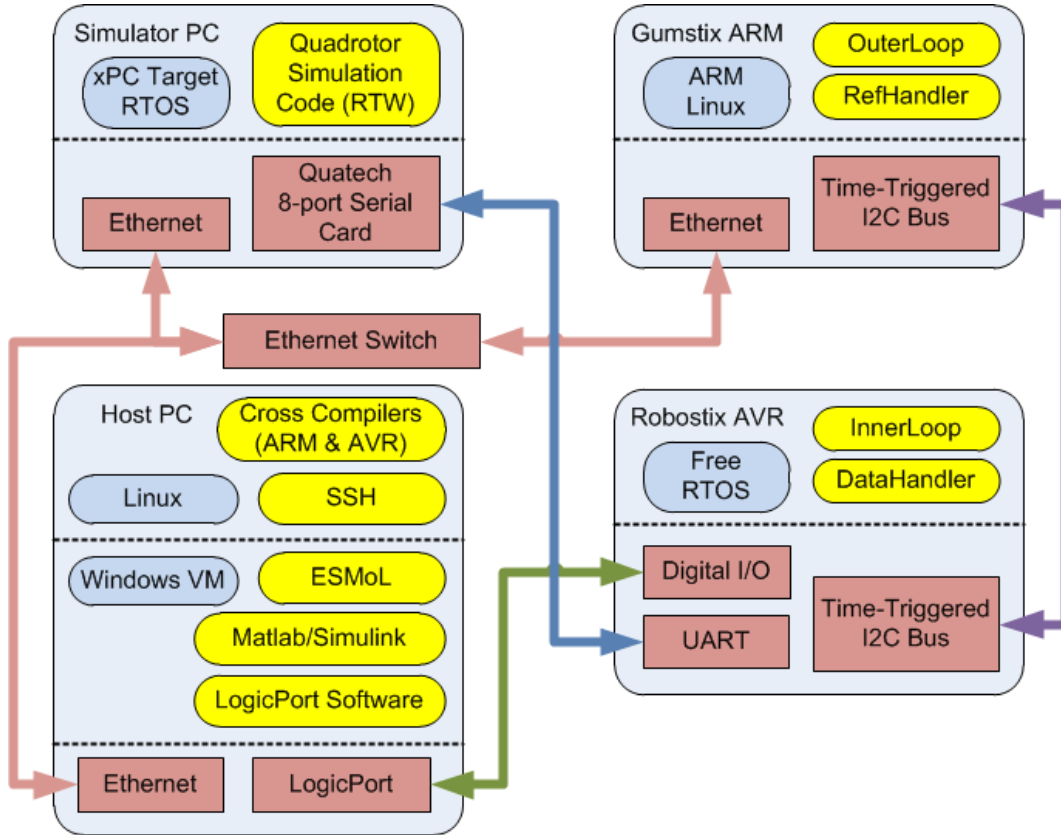 Simulator PC
xPC Target
RTOS
Quadrotor
Simulation
Code (RTW)
Ethernet
Quatech
8-port Serial
Card
Gumstix ARM
ARM
Linux
OuterLoop
RefHandler
Ethernet
Time-Triggered
I2C Bus
Ethernet Switch
Host PC
Cross Compilers
(ARM & AVR)
Linux
SSH
Windows VM
ESMoL
Matlab/Simulink
LogicPort Software
Ethernet
LogicPort
Robostix AVR
Free
RTOS
InnerLoop
DataHandler
Digital I/O
UART
Time-Triggered
I2C Bus